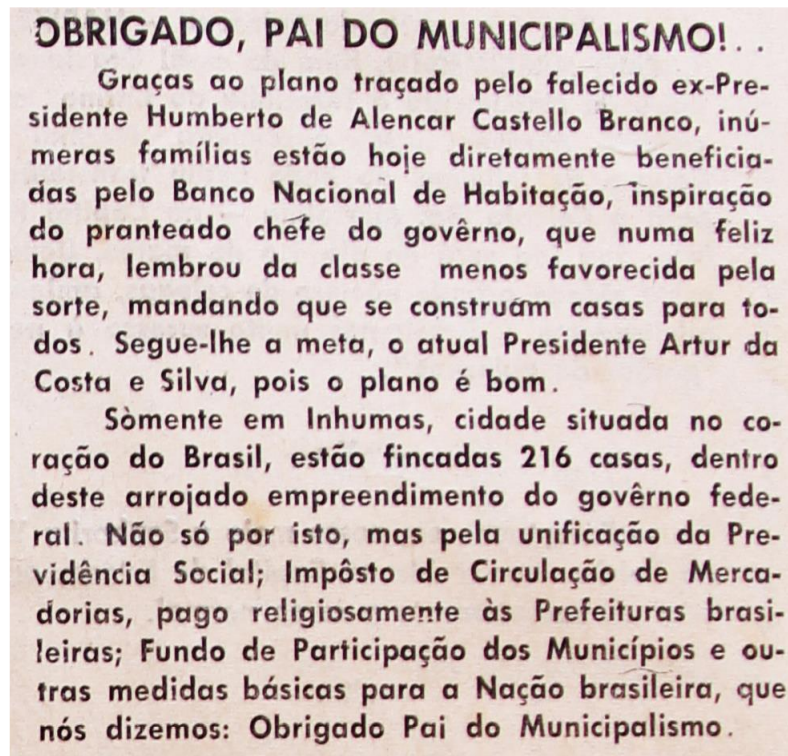 OBRIGADO, PAI DO MUNICIPALISMO!. .
Graças ao plano traçado pelo falecido ex-Pre-
sidente Humberto de Alencar Castello Branco, inú-
meras famílias estão hoje diretamente beneficia-
das pelo Banco Nacional de Habitação, inspiração
do pranteado chefe do govêrno, que numa feliz
hora, lembrou da classe menos favorecida pela
sorte, mandando que se construam casas para to-
dos. Segue-lhe a meta, o atual Presidente Artur da
Costa e Silva, pois o plano é bom.
Sòmente em Inhumas, cidade situada no co-
ração do Brasil, estão fincadas 216 casas, dentro
deste arrojado empreendimento do govêrno fede-
ral. Não só por ísto, mas pela unificação da Pre-
vidência Social; Impôsto de Circulação de Merca-
dorias, pago religiosamente às Prefeituras brasi-
leiras; Fundo de Participação dos Municípios e ou-
tras medidas básicas para a Nação brasileira, que
nós dizemos: Obrigado Pai do Municipalismo.